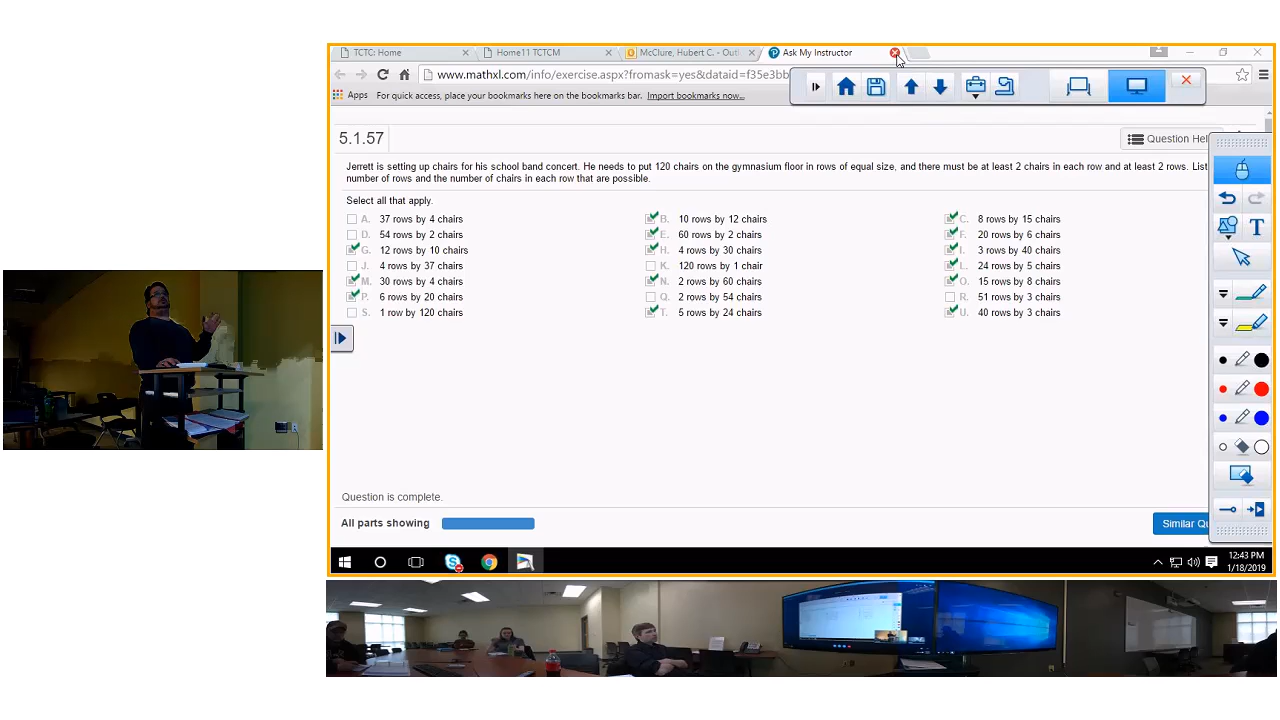 TCTC: Home
Home11 TCTCM
McClure, Hubert C. - Outl
Ask My Instructor
www.mathxl.com/info/exercise.aspx?fromask=yes&dataid=f35e3bb
Apps
For quick access, place your bookmarks here on the bookmarks bar. Import bookmarks now...
5.1.57
Question Hel
Jerrett is setting up chairs for his school band concert. He needs to put 120 chairs on the gymnasium floor in rows of equal size, and there must be at least 2 chairs in each row and at least 2 rows. List
number of rows and the number of chairs in each row that are possible.
Select all that apply.
A. 37 rows by 4 chairs
B. 10 rows by 12 chairs
C. 8 rows by 15 chairs
D. 54 rows by 2 chairs
E. 60 rows by 2 chairs
F. 20 rows by 6 chairs
G. 12 rows by 10 chairs
H. 4 rows by 30 chairs
I. 3 rows by 40 chairs
J. 4 rows by 37 chairs
K. 120 rows by 1 chair
L. 24 rows by 5 chairs
M. 30 rows by 4 chairs
N. 2 rows by 60 chairs
O. 15 rows by 8 chairs
P. 6 rows by 20 chairs
Q. 2 rows by 54 chairs
R. 51 rows by 3 chairs
S. 1 row by 120 chairs
T. 5 rows by 24 chairs
U. 40 rows by 3 chairs
T
Question is complete.
All parts showing
Similar Qu
12:43 PM
1/18/2019